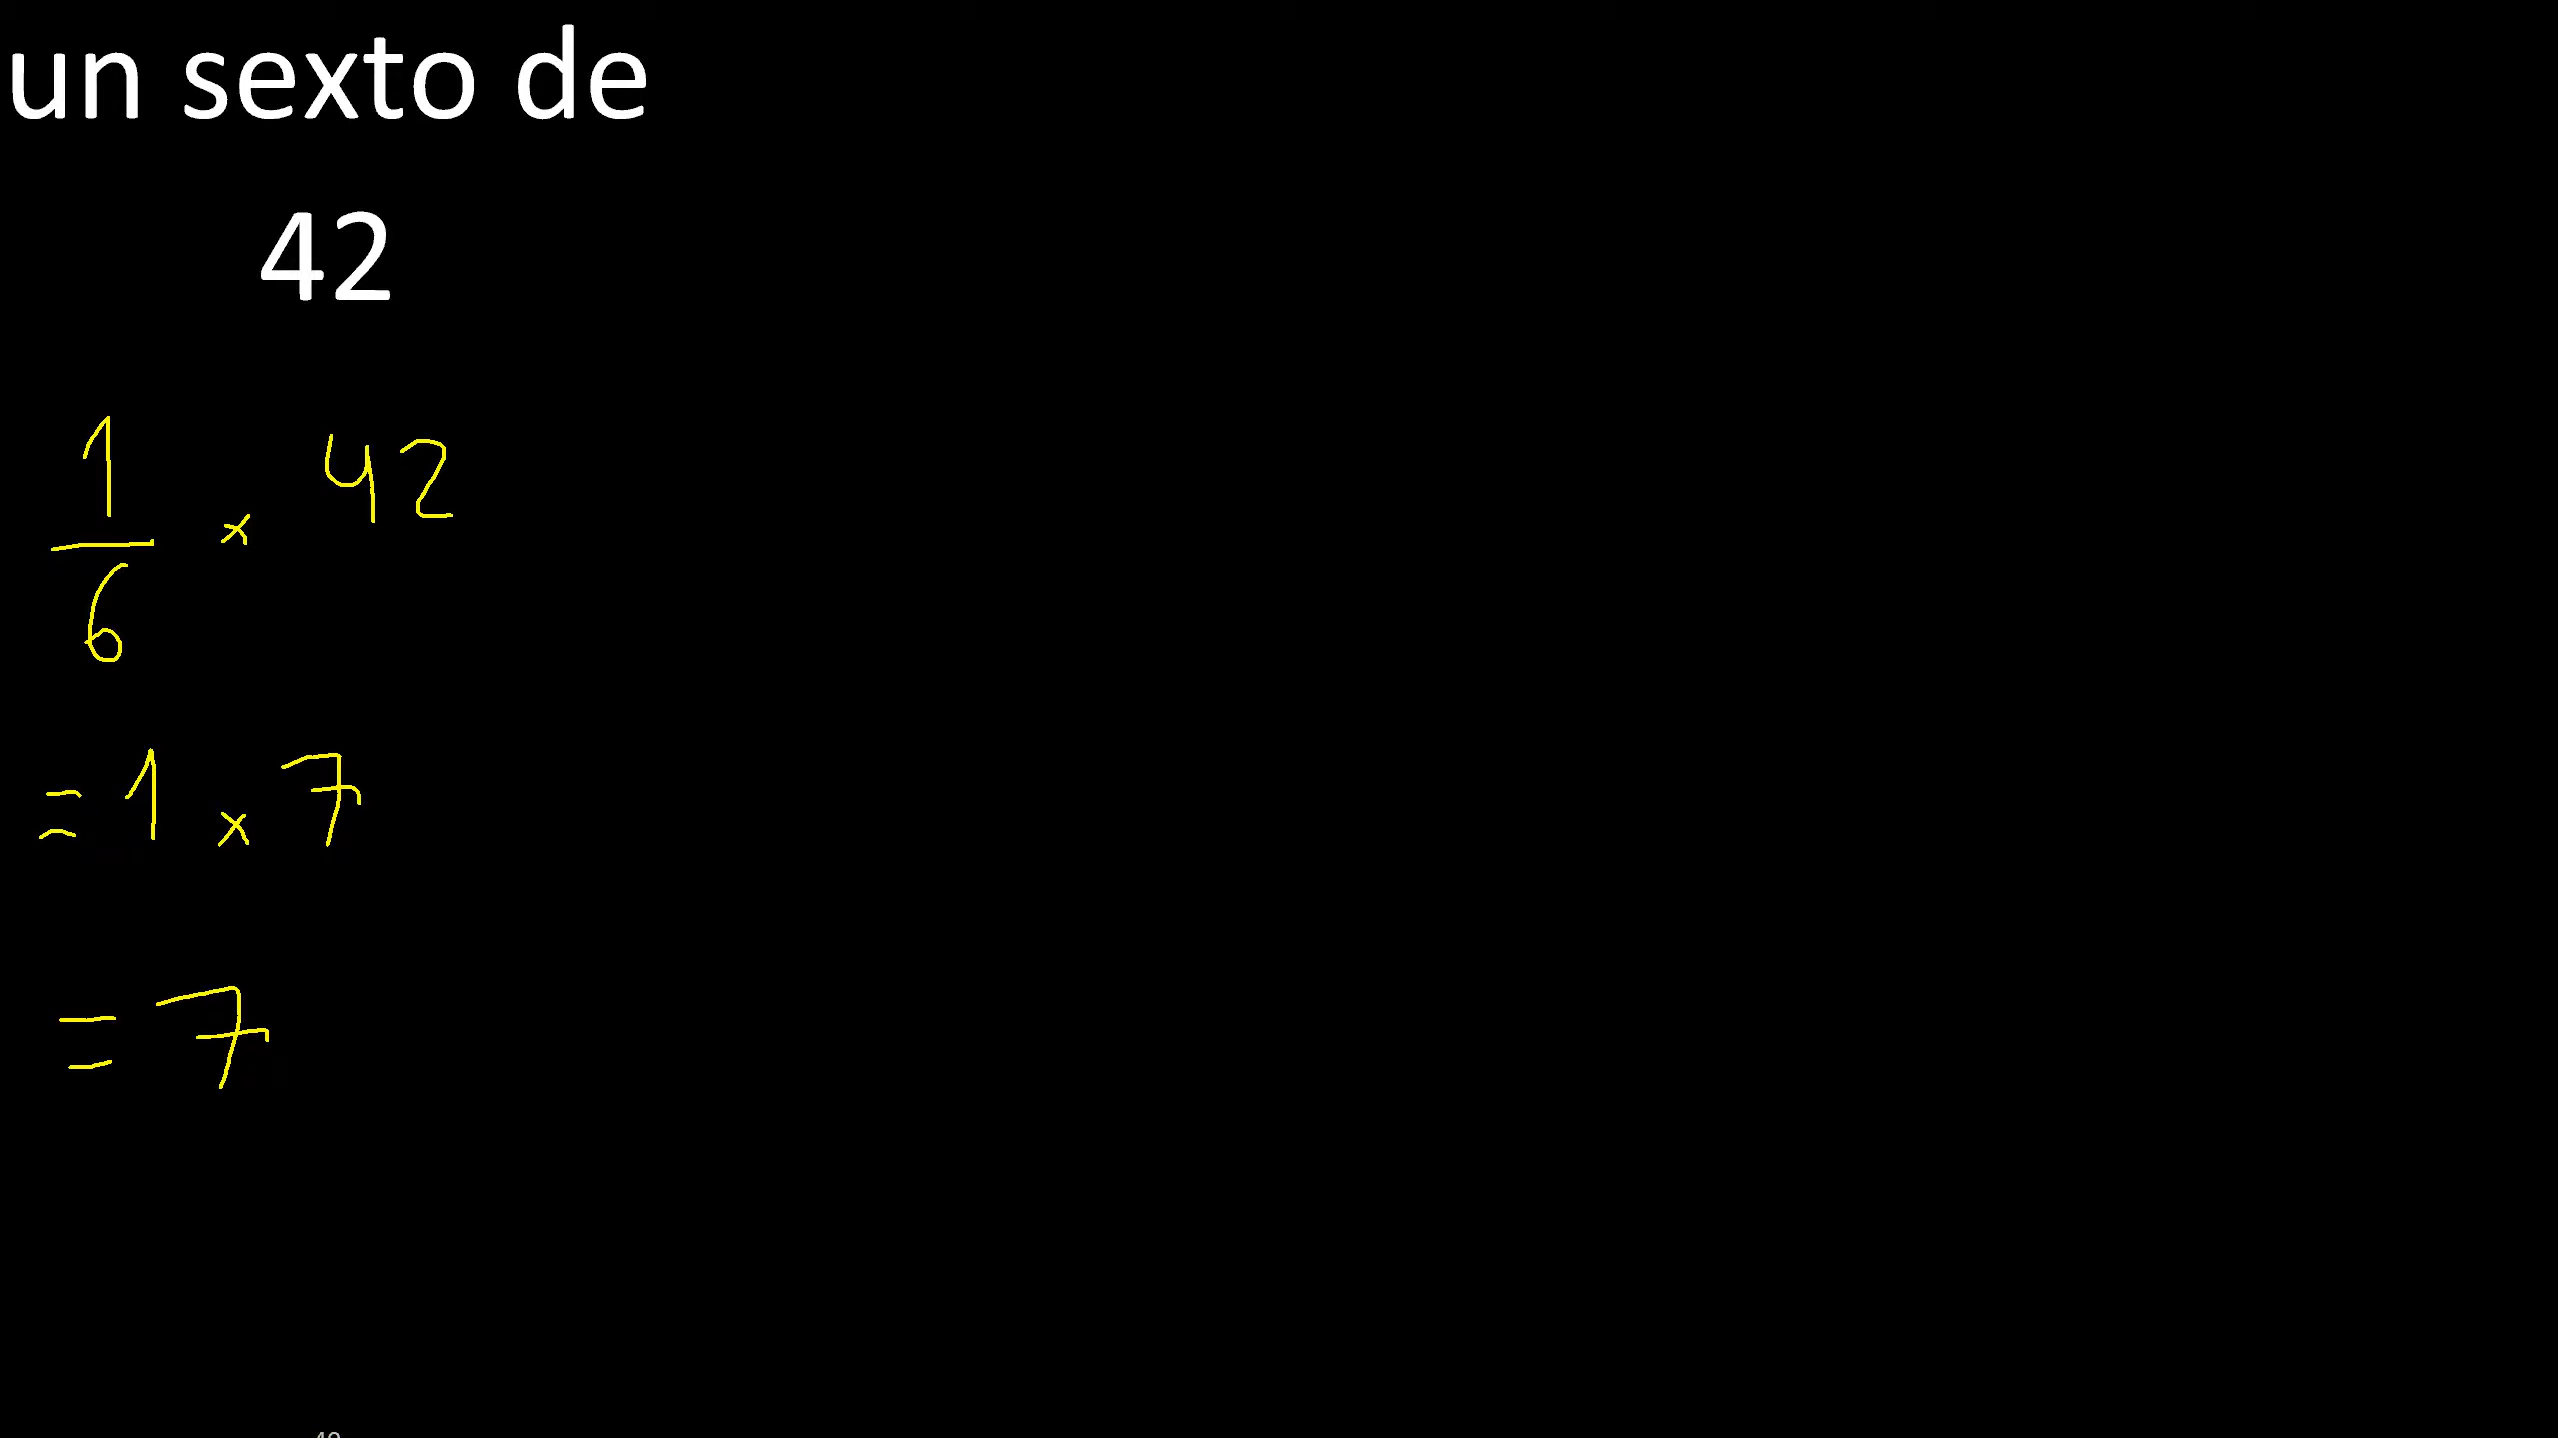 un sexto de
42
1/6 × 42
= 1 × 7
= 7